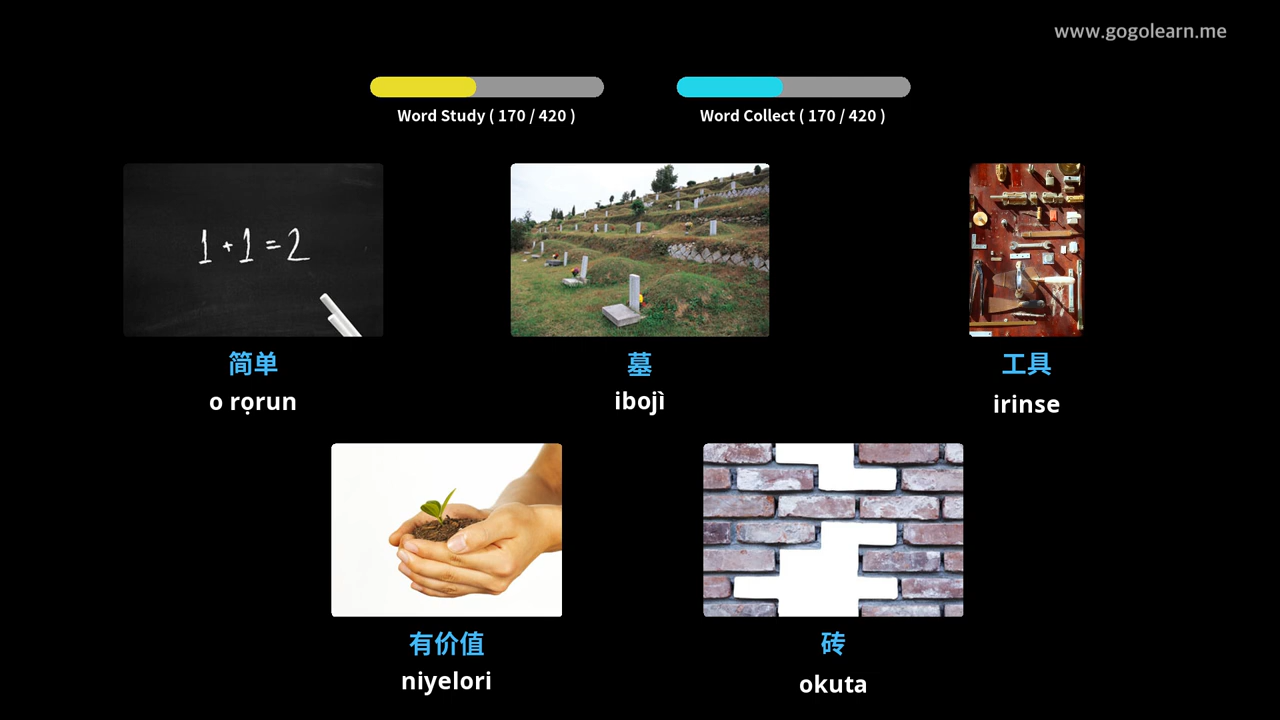 www.gogolearn.me
Word Study ( 170 / 420 )
Word Collect ( 170 / 420 )
1 + 1 = 2
简单
o rọrun
墓
ibojì
工具
irinse
有价值
niyelori
砖
okuta